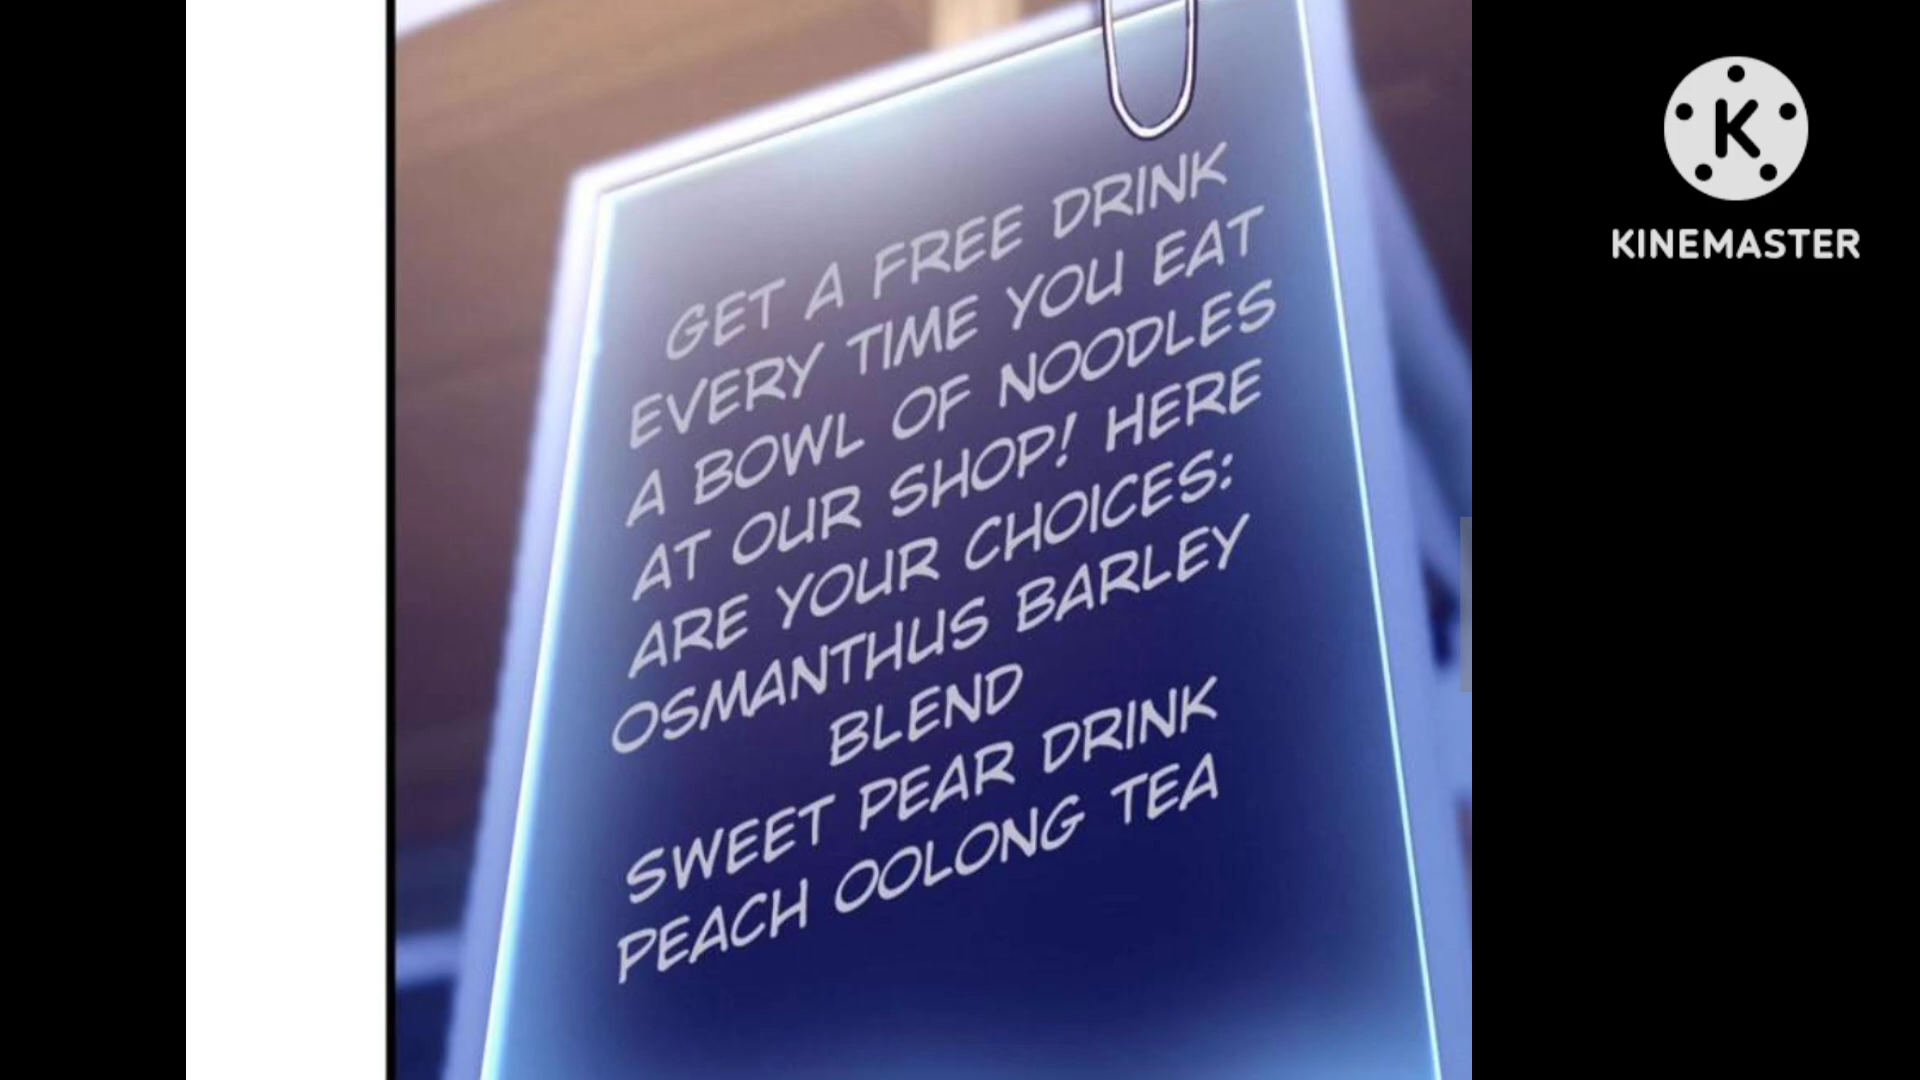 GET A FREE DRINK
EVERY TIME YOU EAT
A BOWL OF NOODLES
AT OUR SHOP! HERE
ARE YOUR CHOICES:
OSMANTHUS BARLEY
BLEND
SWEET PEAR DRINK
PEACH OOLONG TEA
K
KINEMASTER